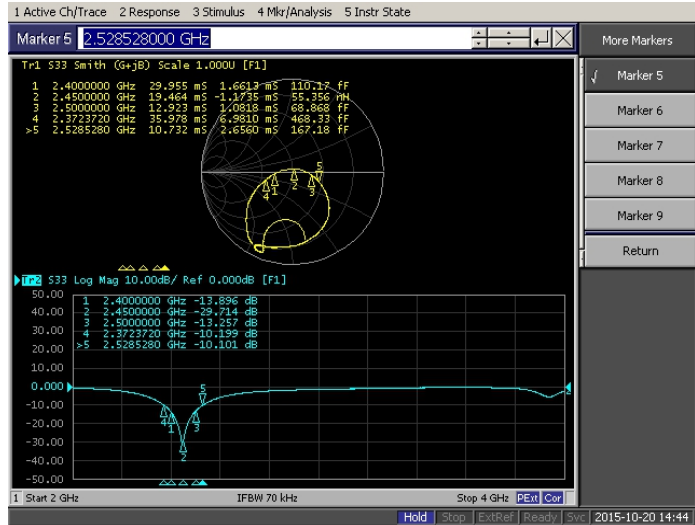 1 Active Ch/Trace 2 Response 3 Stimulus 4 Mkr/Analysis 5 Instr State
Marker 5 2.528528000 GHz
More Markers
Tr1 S33 Smith (G+jB) Scale 1.000U [F1]
1 2.4000000 GHz 29.955 mS 1.6613 mS 110.17 fF
2 2.4500000 GHz 19.464 mS -1.1735 mS 55.356 nH
3 2.5000000 GHz 12.923 mS 1.0818 mS 68.868 fF
4 2.3723720 GHz 35.978 mS 6.9810 mS 468.33 fF
>5 2.5285280 GHz 10.732 mS 2.6560 mS 167.18 fF
√ Marker 5
Marker 6
Marker 7
Marker 8
Marker 9
Return
5
4 1 2 3
Tr2 S33 Log Mag 10.00dB/ Ref 0.000dB [F1]
50.00
40.00
30.00
20.00
10.00
0.000
-10.00
-20.00
-30.00
-40.00
-50.00
1 2.4000000 GHz -13.896 dB
2 2.4500000 GHz -29.714 dB
3 2.5000000 GHz -13.257 dB
4 2.3723720 GHz -10.199 dB
>5 2.5285280 GHz -10.101 dB
5
4 1 3
2
1 Start 2 GHz IFBW 70 kHz Stop 4 GHz PExt Cor
Hold Stop ExtRef Ready Svc 2015-10-20 14:44